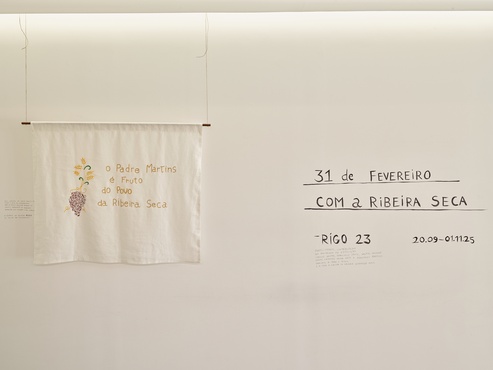 o Padre Martins
é Fruto
do Povo
da Ribeira Seca
31 de FEVEREIRO
COM a RiBEIRA SECA
RIGO 23
20.09–01.11.25